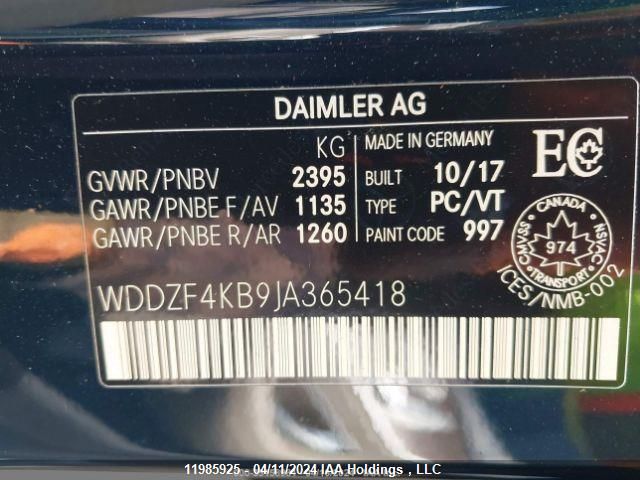 DAIMLER AG
KG MADE IN GERMANY
GVWR/PNBV 2395 BUILT 10/17
GAWR/PNBE F/AV 1135 TYPE PC/VT
GAWR/PNBE R/AR 1260 PAINT CODE 997
EC
CANADA
CMVSS 974 NSVAC
TRANSPORT
ICES/NMB-002
WDDZF4KB9JA365418
11985925 - 04/11/2024 IAA Holdings , LLC